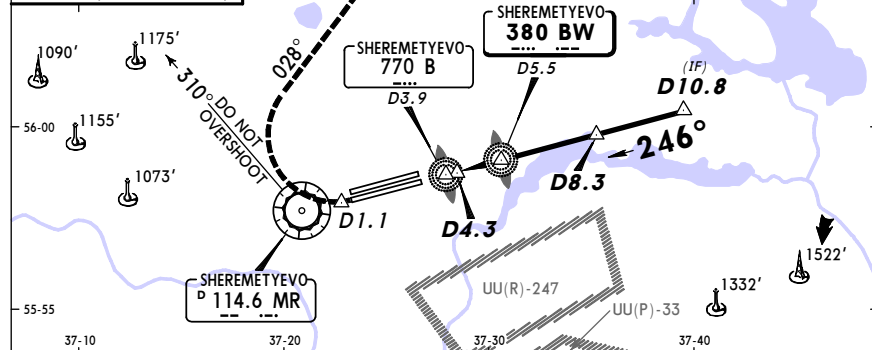 1090'
1175'
310° DO NOT
OVERSHOOT
028°
SHEREMETYEVO
770 B
D3.9
SHEREMETYEVO
380 BW
D5.5
(IF)
D10.8
246°
D8.3
56-00
1155'
1073'
D1.1
D4.3
SHEREMETYEVO
D 114.6 MR
UU(R)-247
UU(P)-33
1332'
1522'
55-55
37-10
37-20
37-30
37-40